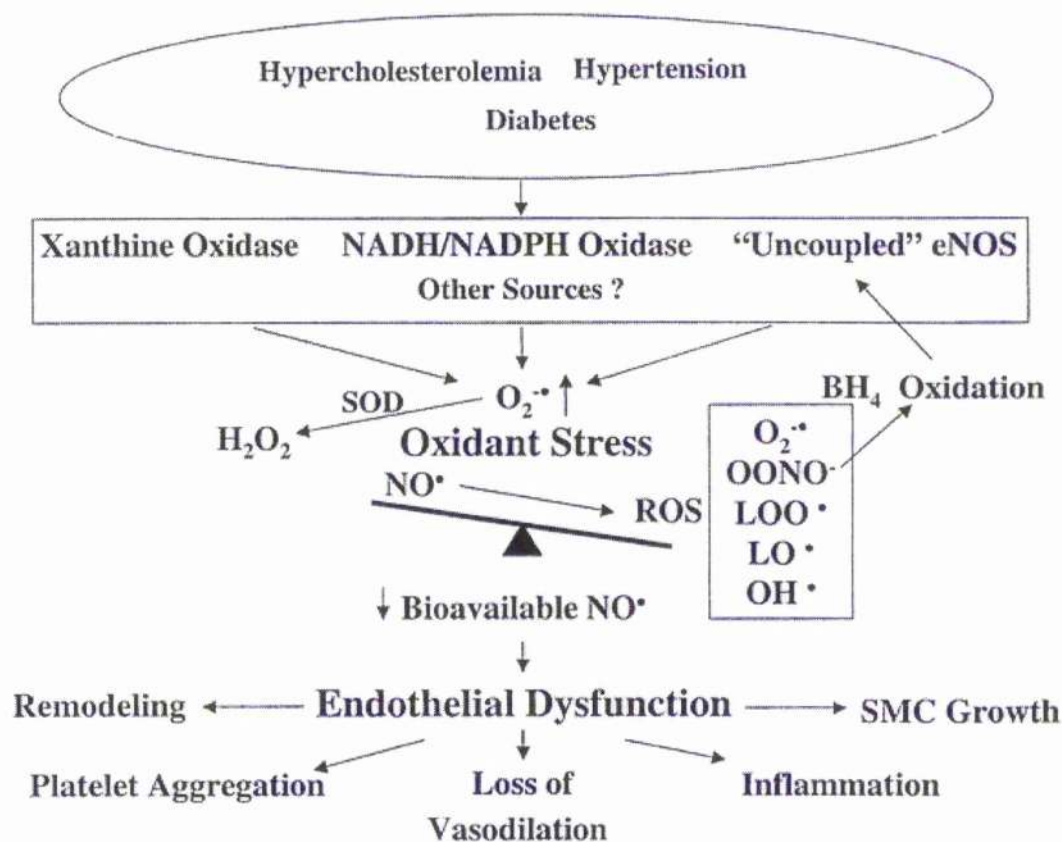 Hypercholesterolemia Hypertension
Diabetes
Xanthine Oxidase NADH/NADPH Oxidase “Uncoupled” eNOS
Other Sources ?
O₂⁻•
SOD
BH₄ Oxidation
H₂O₂
Oxidant Stress
O₂⁻•
NO•
OONO⁻
ROS
LOO •
LO •
OH •
Bioavailable NO•
Remodeling Endothelial Dysfunction SMC Growth
Platelet Aggregation Loss of Inflammation
Vasodilation